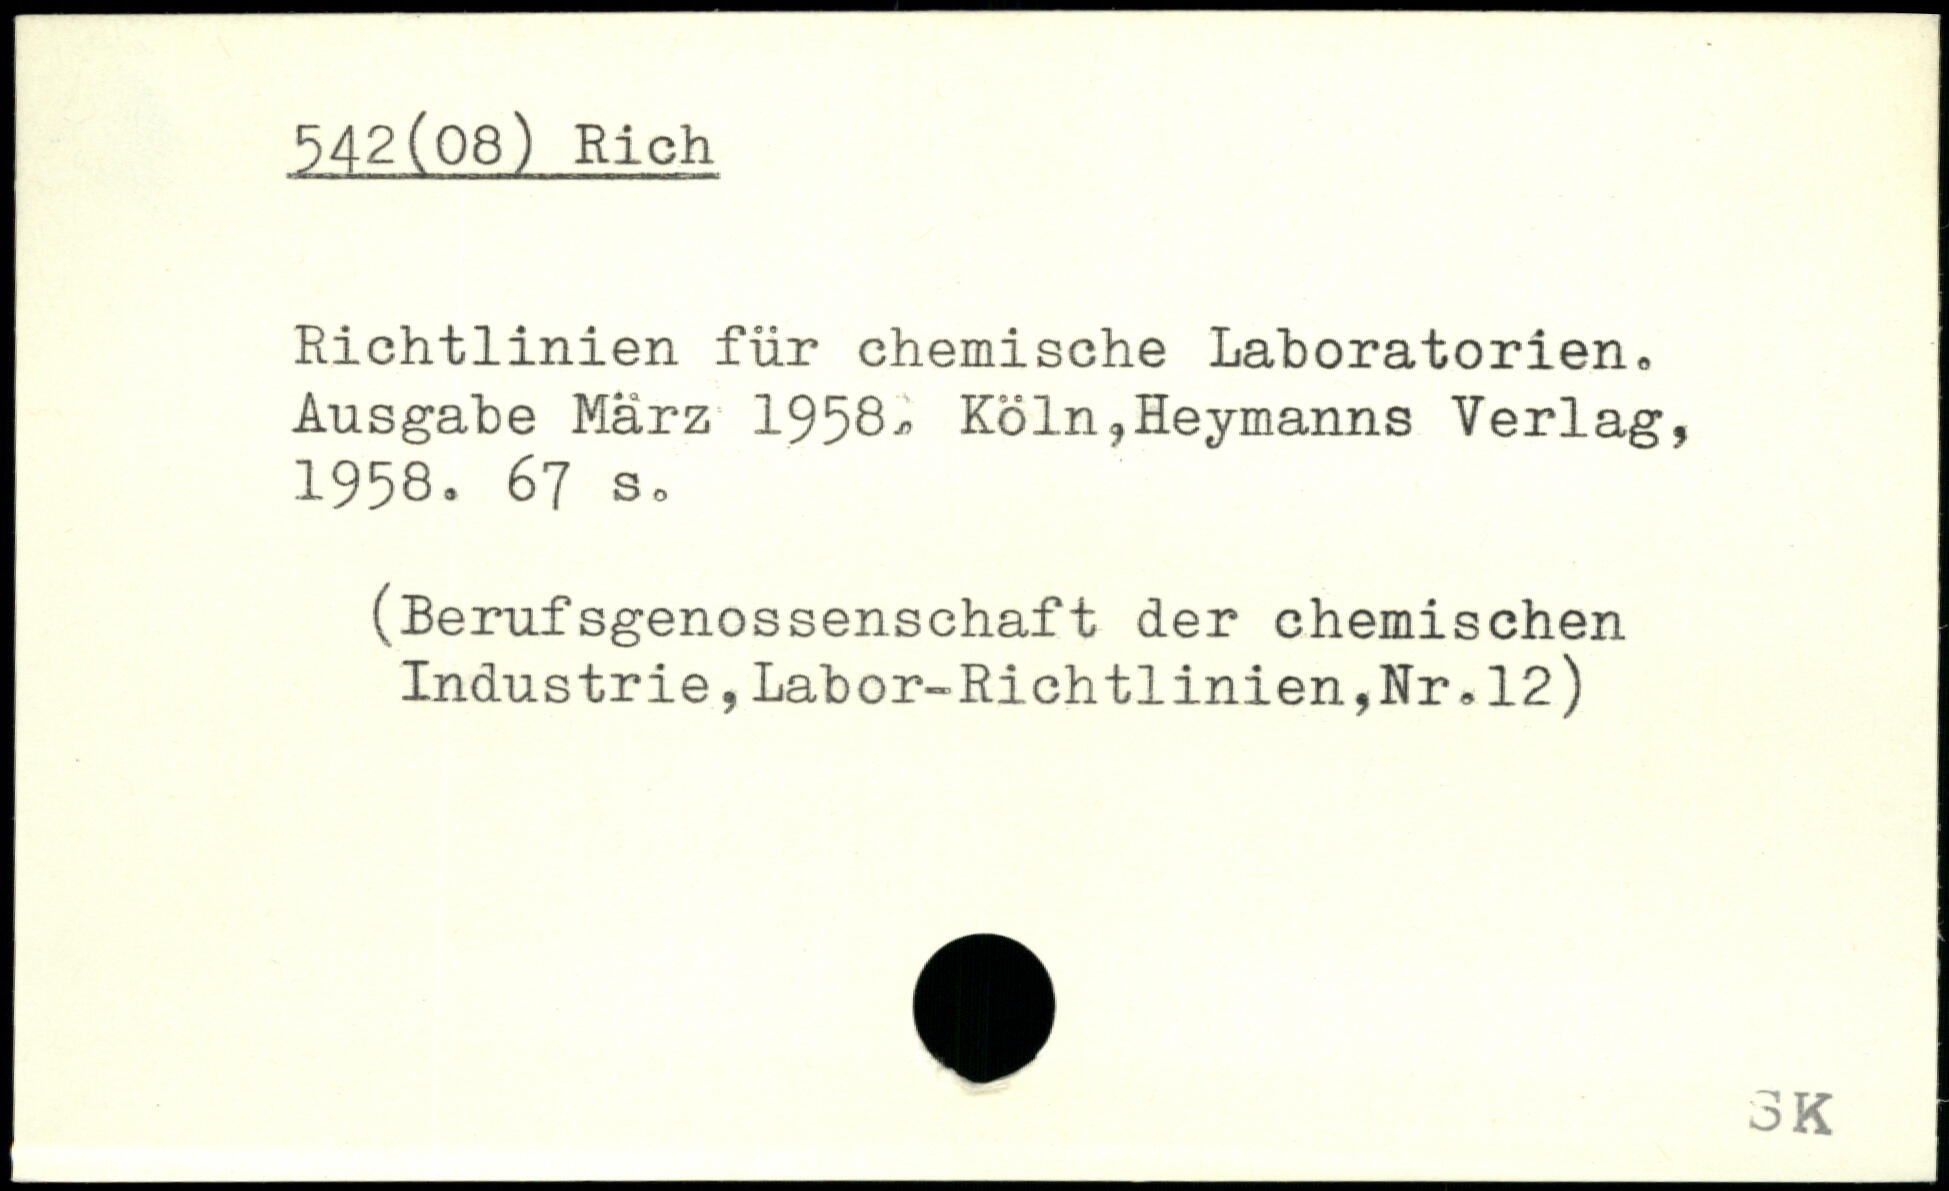 542(08) Rich
Richtlinien für chemische Laboratorien.
Ausgabe März 1958. Köln,Heymanns Verlag,
1958. 67 s.
(Berufsgenossenschaft der chemischen
Industrie,Labor-Richtlinien,Nr.12)
SK